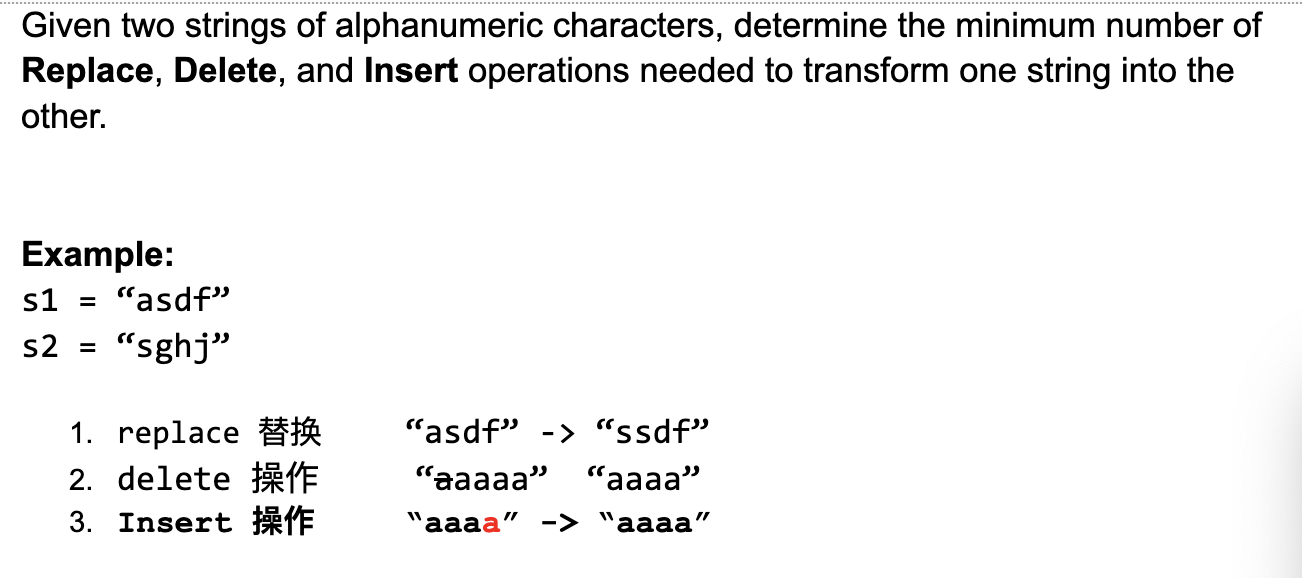 Given two strings of alphanumeric characters, determine the minimum number of
Replace, Delete, and Insert operations needed to transform one string into the
other.
Example:
s1 = “asdf”
s2 = “sghj”
1. replace 替换 “asdf” -> “ssdf”
2. delete 操作 “aaaaa” “aaaa”
3. Insert 操作 “aaaa” -> “aaaa”